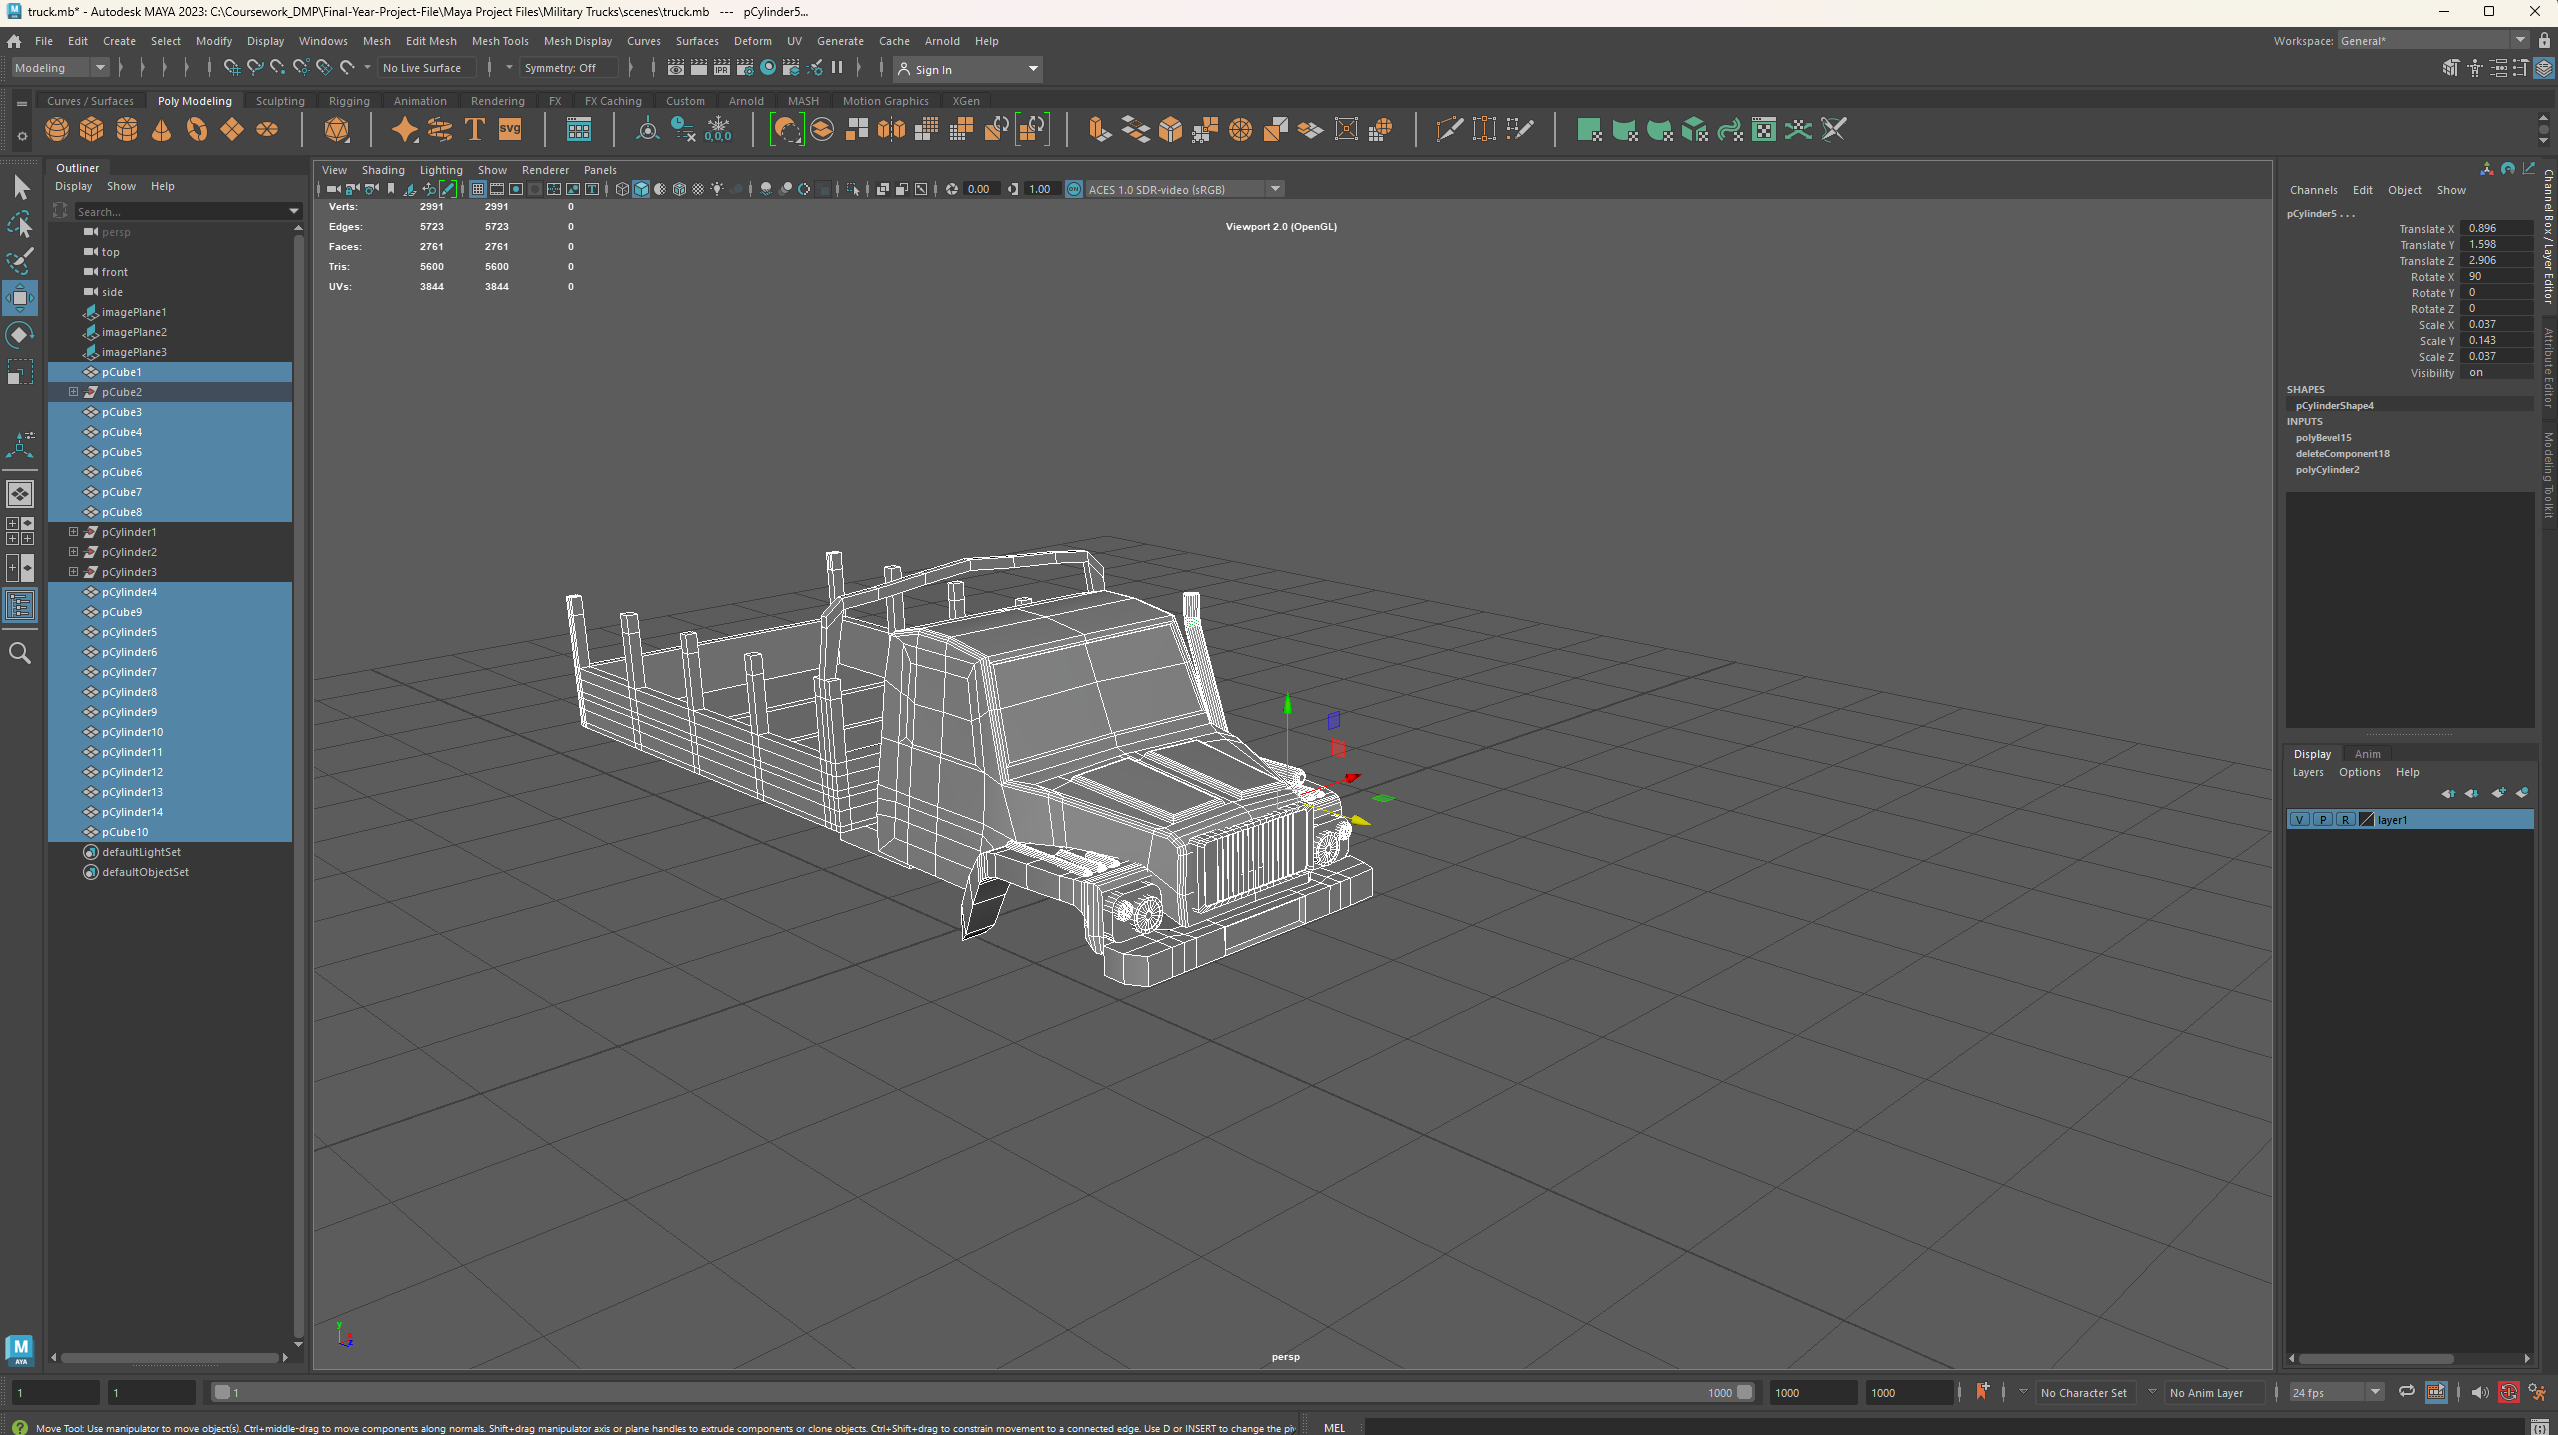 truck.mb* - Autodesk MAYA 2023: C:\Coursework_DMP\Final-Year-Project-File\Maya Project Files\Military Trucks\scenes\truck.mb --- pCylinder5...
File Edit Create Select Modify Display Windows Mesh Edit Mesh Mesh Tools Mesh Display Curves Surfaces Deform UV Generate Cache Arnold Help
Workspace: General*
Modeling No Live Surface Symmetry: Off Sign In
Curves / Surfaces Poly Modeling Sculpting Rigging Animation Rendering FX FX Caching Custom Arnold MASH Motion Graphics XGen
IPR
T SVG 0,0,0
Outliner
Display Show Help
Search...
persp
top
front
side
imagePlane1
imagePlane2
imagePlane3
pCube1
pCube2
pCube3
pCube4
pCube5
pCube6
pCube7
pCube8
pCylinder1
pCylinder2
pCylinder3
pCylinder4
pCube9
pCylinder5
pCylinder6
pCylinder7
pCylinder8
pCylinder9
pCylinder10
pCylinder11
pCylinder12
pCylinder13
pCylinder14
pCube10
defaultLightSet
defaultObjectSet
View Shading Lighting Show Renderer Panels
0.00 1.00 ON ACES 1.0 SDR-video (sRGB)
Verts: 2991 2991 0
Edges: 5723 5723 0
Faces: 2761 2761 0
Tris: 5600 5600 0
UVs: 3844 3844 0
Viewport 2.0 (OpenGL)
y
z
persp
Channels Edit Object Show
pCylinder5 . . .
Translate X 0.896
Translate Y 1.598
Translate Z 2.906
Rotate X 90
Rotate Y 0
Rotate Z 0
Scale X 0.037
Scale Y 0.143
Scale Z 0.037
Visibility on
SHAPES
pCylinderShape4
INPUTS
polyBevel15
deleteComponent18
polyCylinder2
Channel Box / Layer Editor
Attribute Editor
Modeling Toolkit
Display Anim
Layers Options Help
V P R layer1
M
AYA
1 1 1 1000 1000 1000 No Character Set No Anim Layer 24 fps
Move Tool: Use manipulator to move object(s). Ctrl+middle-drag to move components along normals. Shift+drag manipulator axis or plane handles to extrude components or clone objects. Ctrl+Shift+drag to constrain movement to a connected edge. Use D or INSERT to change the
MEL